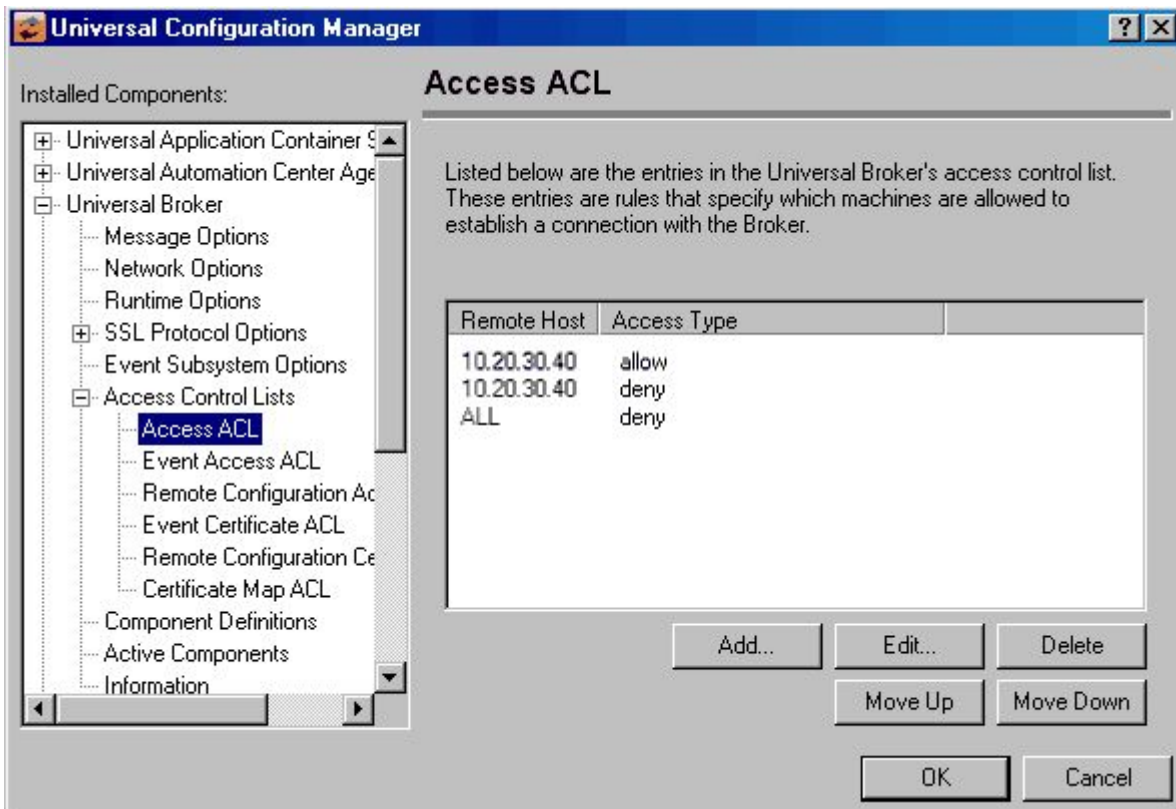 Universal Configuration Manager
Installed Components:
Universal Application Container S
Universal Automation Center Age
Universal Broker
Message Options
Network Options
Runtime Options
SSL Protocol Options
Event Subsystem Options
Access Control Lists
Access ACL
Event Access ACL
Remote Configuration Ac
Event Certificate ACL
Remote Configuration Ce
Certificate Map ACL
Component Definitions
Active Components
Information
Access ACL
Listed below are the entries in the Universal Broker's access control list.
These entries are rules that specify which machines are allowed to
establish a connection with the Broker.
Remote Host Access Type
10.20.30.40 allow
10.20.30.40 deny
ALL deny
Add... Edit... Delete
Move Up Move Down
OK Cancel